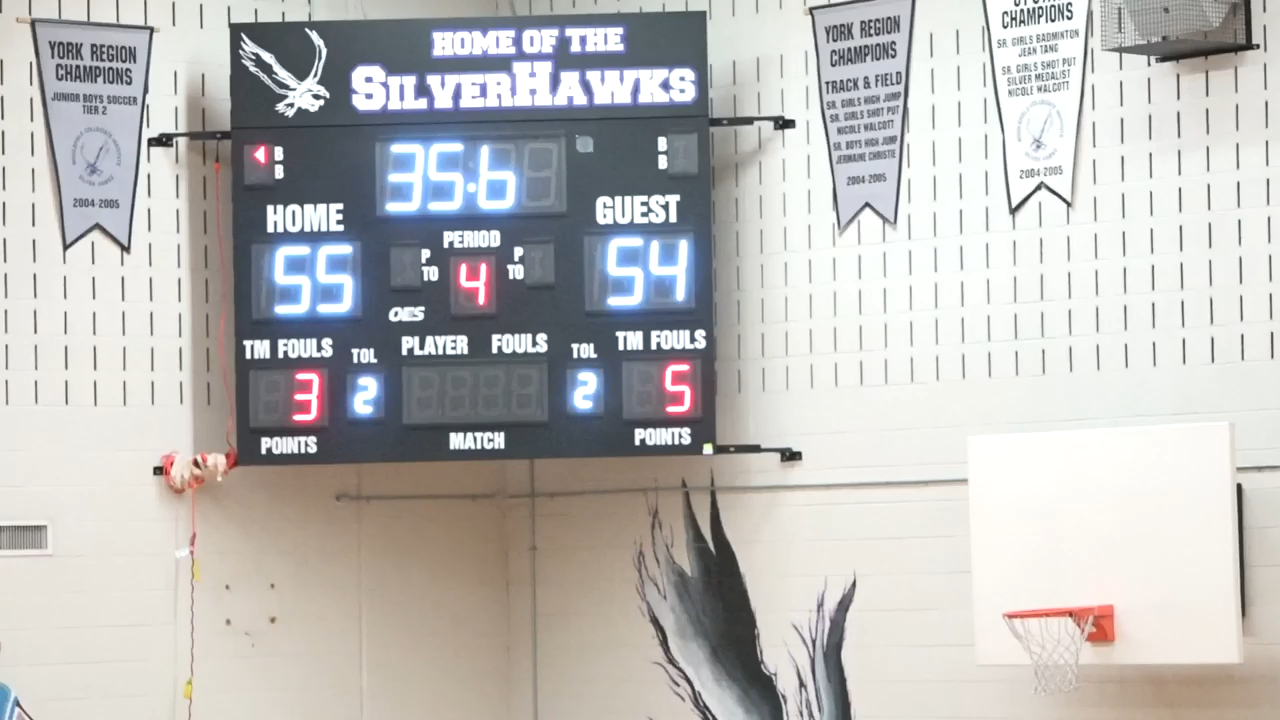 YORK REGION
CHAMPIONS
JUNIOR BOYS SOCCER
TIER 2
2004-2005
HOME OF THE
SILVERHAWKS
B
B
35.6
B
B
HOME
GUEST
55
PERIOD
54
P
TO
4
P
TO
OES
TM FOULS
TOL
PLAYER FOULS
TOL
TM FOULS
3
2
2
5
POINTS
MATCH
POINTS
YORK REGION
CHAMPIONS
TRACK & FIELD
SR. GIRLS HIGH JUMP
SR. GIRLS SHOT PUT
NICOLE WALCOTT
SR. BOYS HIGH JUMP
JERMAINE CHRISTIE
2004-2005
CHAMPIONS
SR. GIRLS BADMINTON
JEAN TANG
SR. GIRLS SHOT PUT
SILVER MEDALIST
NICOLE WALCOTT
2004-2005